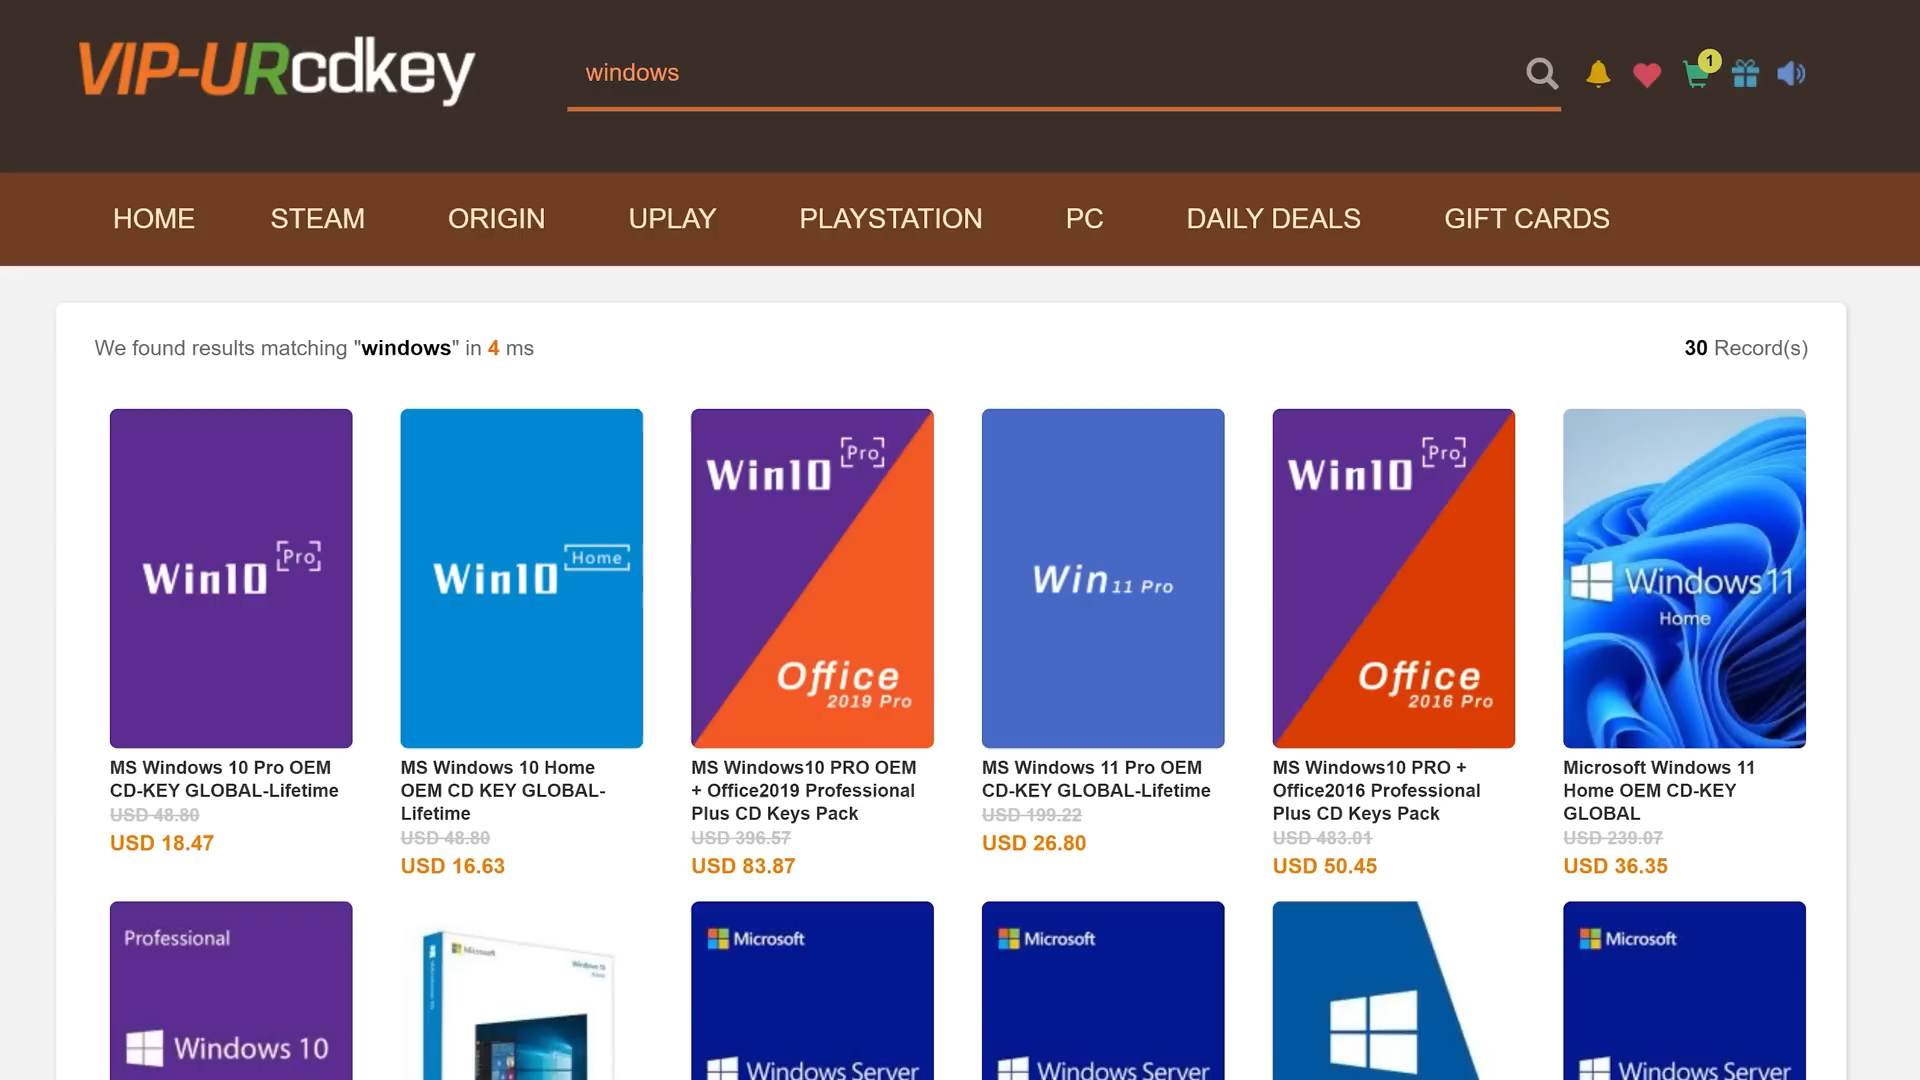 VIP-URcdkey
windows
1
HOME
STEAM
ORIGIN
UPLAY
PLAYSTATION
PC
DAILY DEALS
GIFT CARDS
We found results matching "windows" in 4 ms
30 Record(s)
Win10 Pro
Win10 Home
Win10 Pro
Office
2019 Pro
Win 11 Pro
Win10 Pro
Office
2016 Pro
Windows 11
Home
MS Windows 10 Pro OEM
CD-KEY GLOBAL-Lifetime
USD 48.80
USD 18.47
MS Windows 10 Home
OEM CD KEY GLOBAL-
Lifetime
USD 48.80
USD 16.63
MS Windows10 PRO OEM
+ Office2019 Professional
Plus CD Keys Pack
USD 396.57
USD 83.87
MS Windows 11 Pro OEM
CD-KEY GLOBAL-Lifetime
USD 199.22
USD 26.80
MS Windows10 PRO +
Office2016 Professional
Plus CD Keys Pack
USD 483.01
USD 50.45
Microsoft Windows 11
Home OEM CD-KEY
GLOBAL
USD 239.07
USD 36.35
Professional
Windows 10
Microsoft
Windows 10
Microsoft
Windows Server
Microsoft
Windows Server
Microsoft
Windows Server